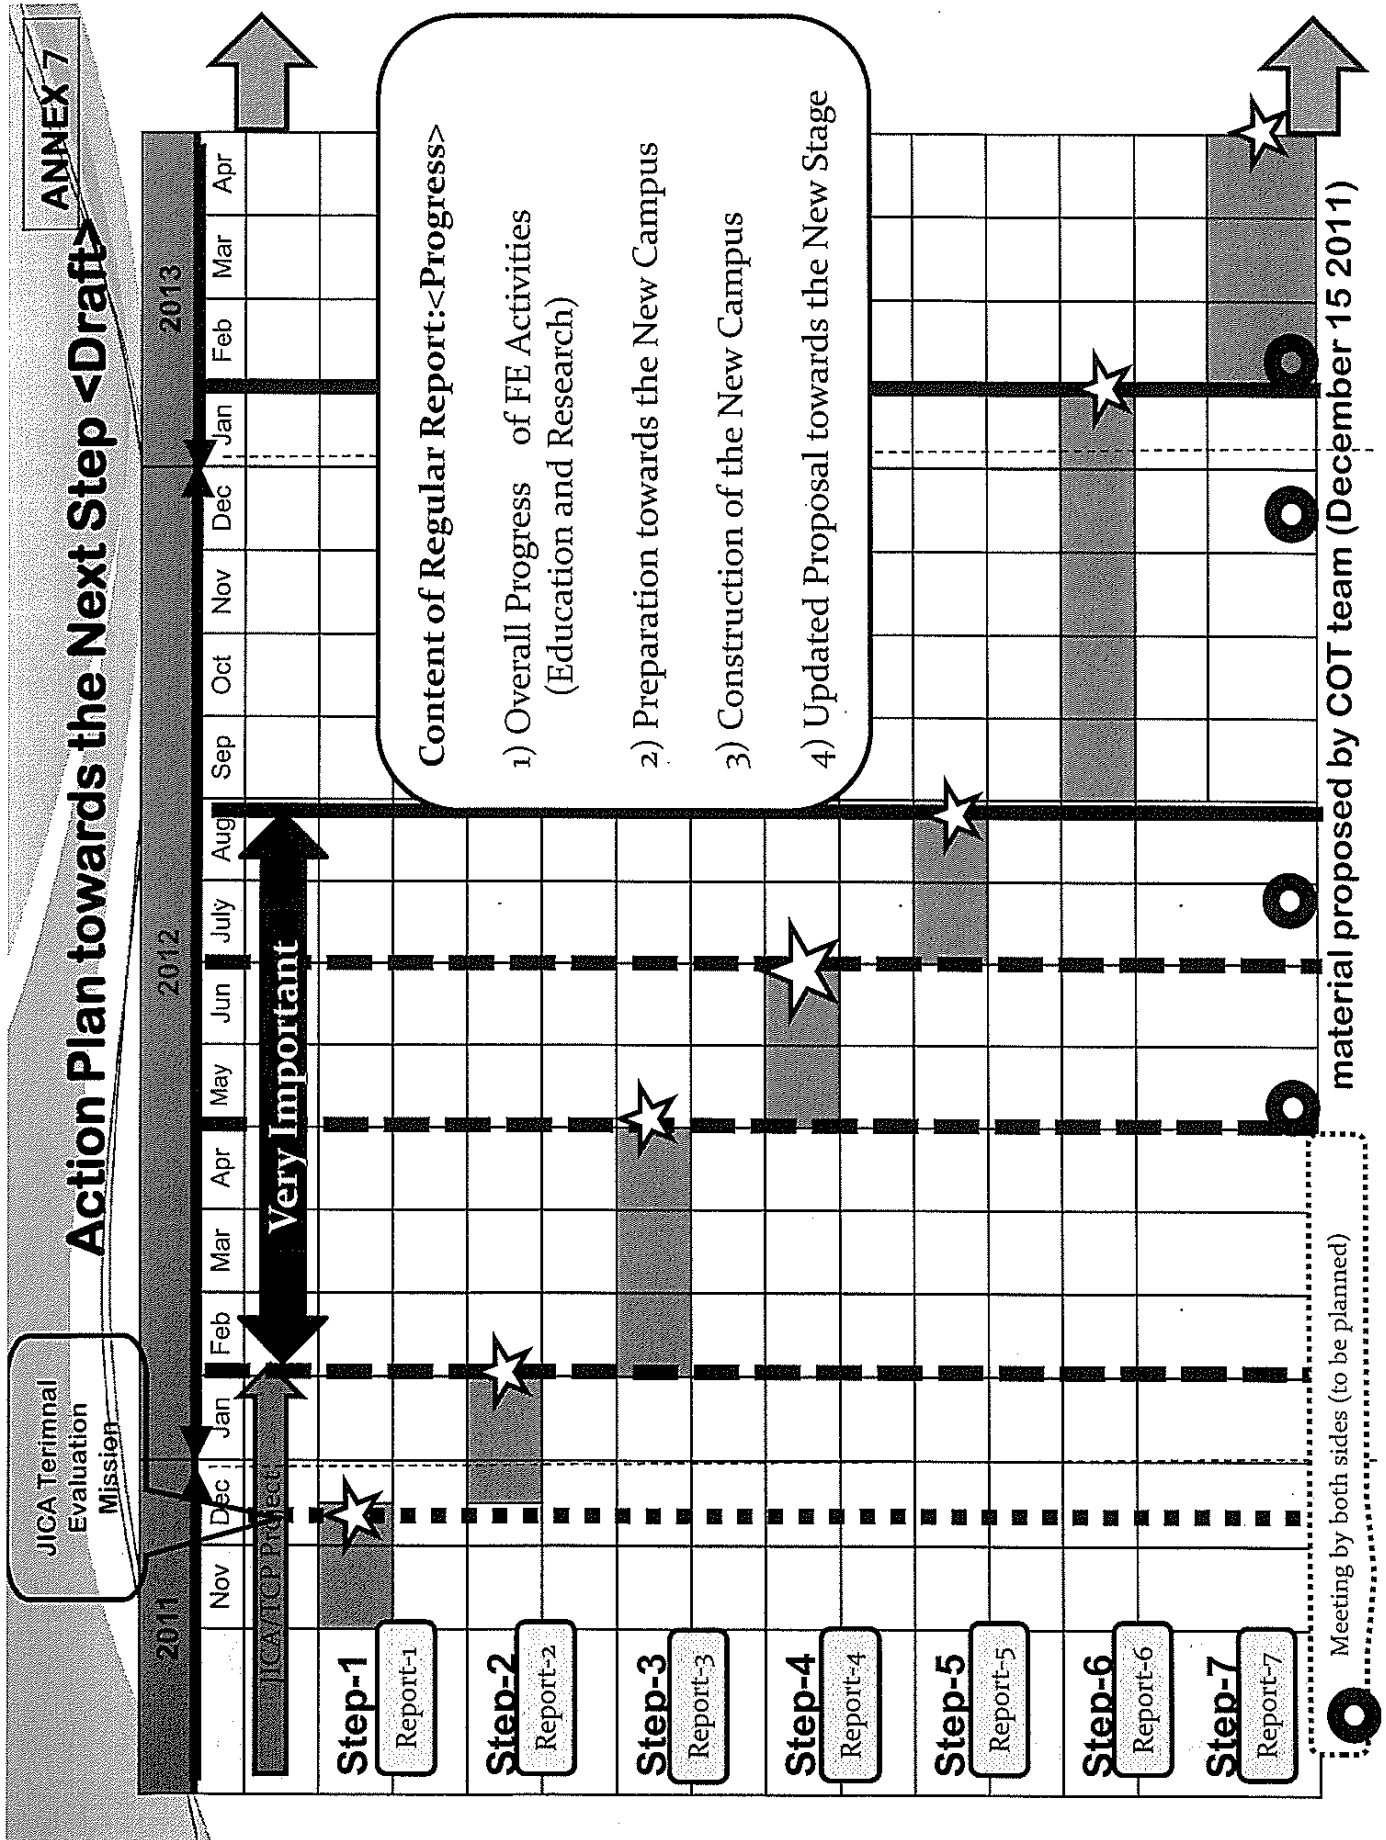 ANNEX 7
Action Plan towards the Next Step <Draft>
JICA Terimnal
Evaluation
Mission
2011
2012
2013
Nov
Dec
Jan
Feb
Mar
Apr
May
Jun
July
Aug
Sep
Oct
Nov
Dec
Jan
Feb
Mar
Apr
JICA/TCP Project
Very Important
Step-1
Report-1
Step-2
Report-2
Step-3
Report-3
Step-4
Report-4
Step-5
Report-5
Step-6
Report-6
Step-7
Report-7
Content of Regular Report:<Progress>
1) Overall Progress of FE Activities
(Education and Research)
2) Preparation towards the New Campus
3) Construction of the New Campus
4) Updated Proposal towards the New Stage
Meeting by both sides (to be planned)
material proposed by COT team (December 15 2011)